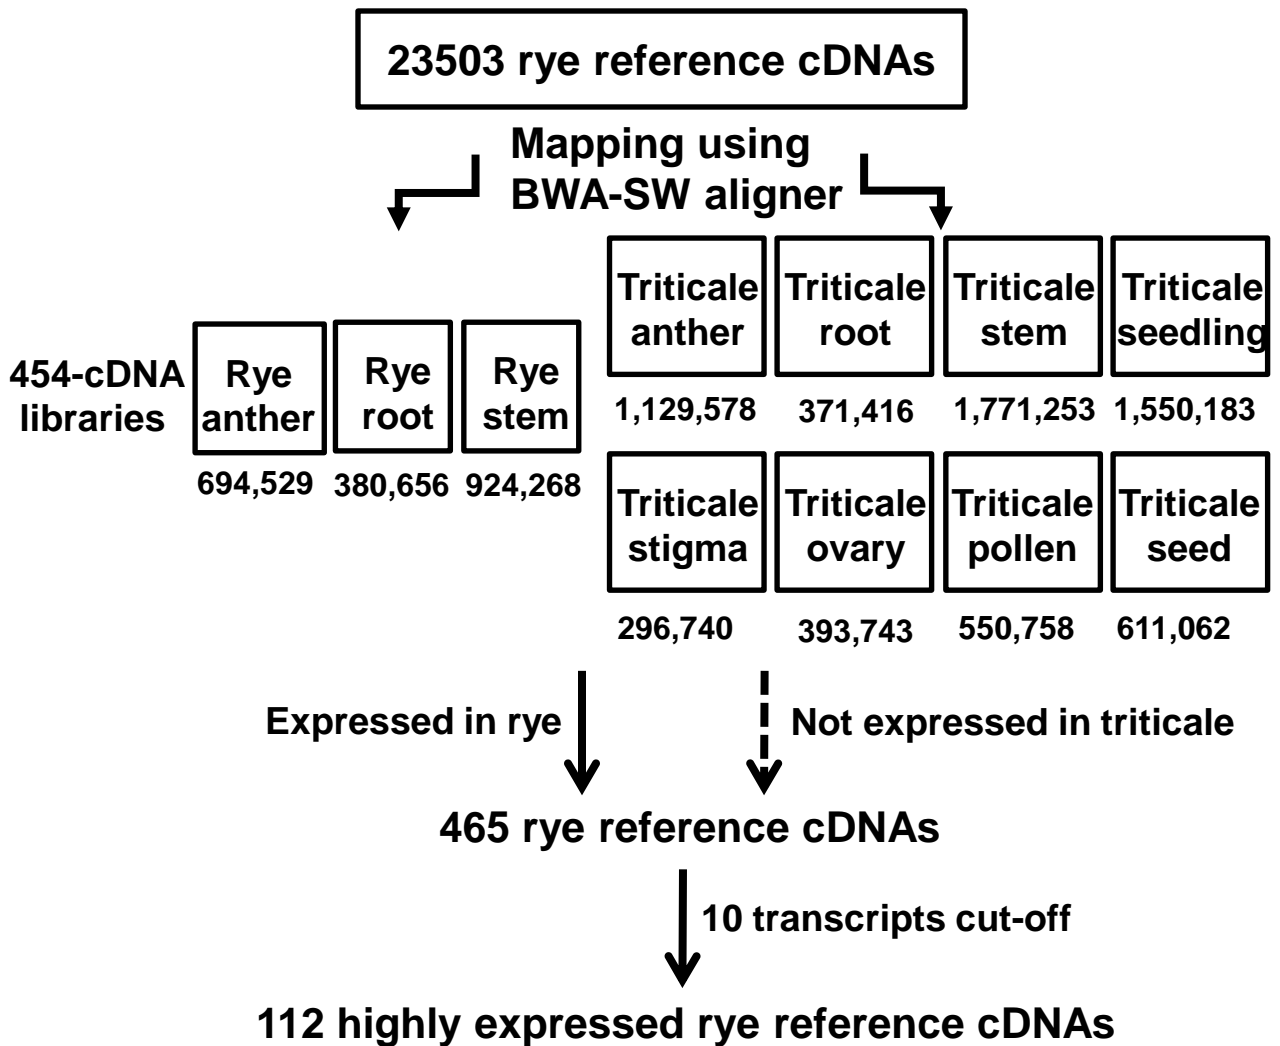 23503 rye reference cDNAs
Mapping using
BWA-SW aligner
454-cDNA
libraries
Rye
anther
694,529
Rye
root
380,656
Rye
stem
924,268
Triticale
anther
1,129,578
Triticale
root
371,416
Triticale
stem
1,771,253
Triticale
seedling
1,550,183
Triticale
stigma
296,740
Triticale
ovary
393,743
Triticale
pollen
550,758
Triticale
seed
611,062
Expressed in rye
Not expressed in triticale
465 rye reference cDNAs
10 transcripts cut-off
112 highly expressed rye reference cDNAs